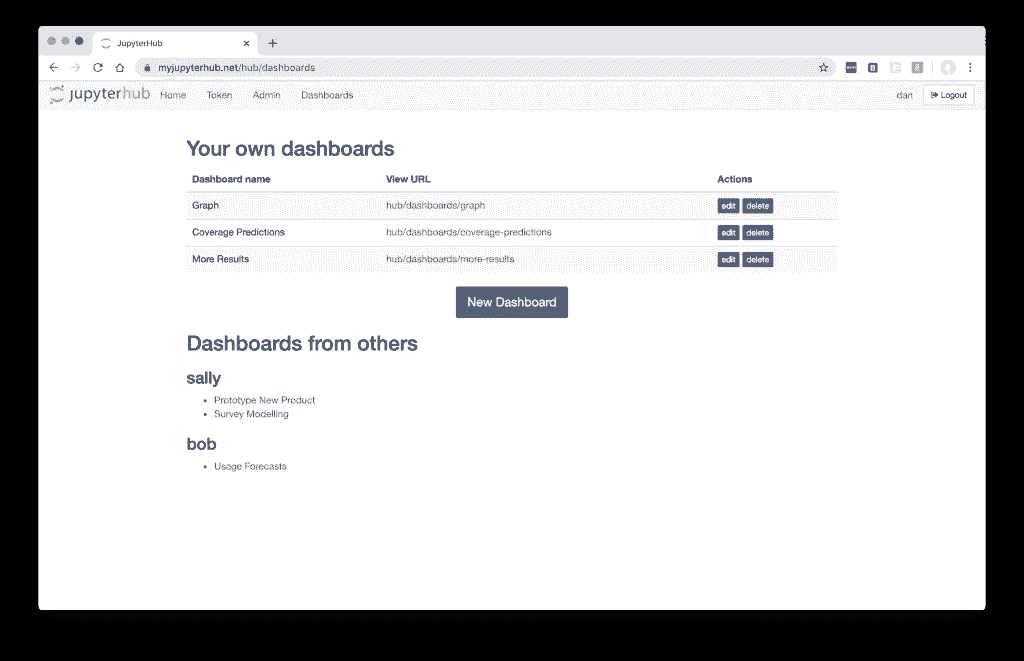 JupyterHub
myjupyterhub.net/hub/dashboards
jupyterhub Home Token Admin Dashboards dan Logout
Your own dashboards
Dashboard name View URL Actions
Graph hub/dashboards/graph edit delete
Coverage Predictions hub/dashboards/coverage-predictions edit delete
More Results hub/dashboards/more-results edit delete
New Dashboard
Dashboards from others
sally
Prototype New Product
Survey Modelling
bob
Usage Forecasts